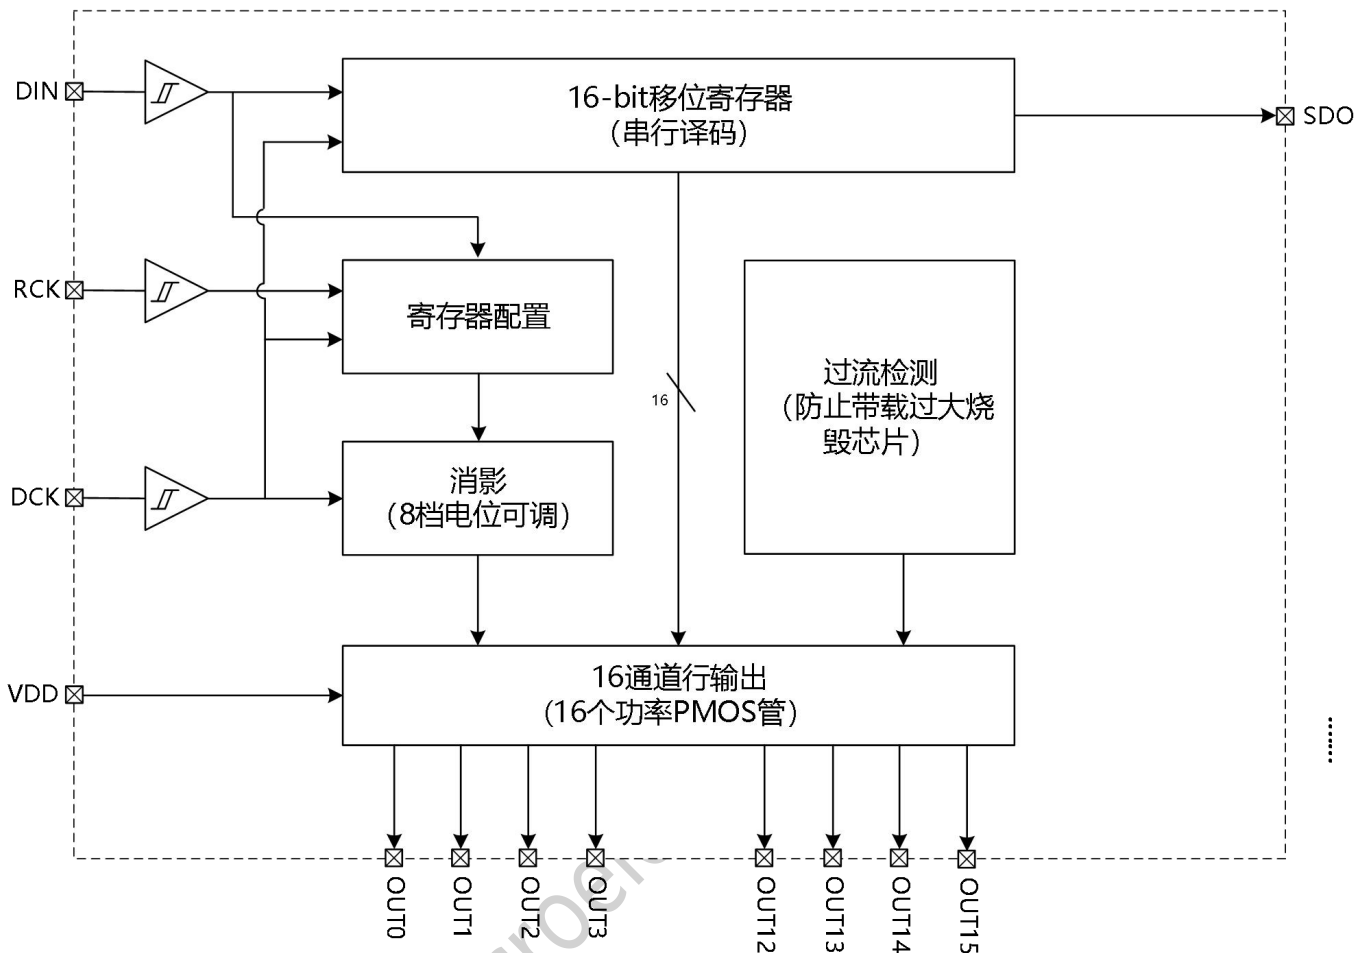 DIN
16-bit移位寄存器
(串行译码)
SDO
RCK
寄存器配置
过流检测
(防止带载过大烧
毁芯片)
16
DCK
消影
(8档电位可调)
VDD
16通道行输出
(16个功率PMOS管)
......
OUT0
OUT1
OUT2
OUT3
OUT12
OUT13
OUT14
OUT15